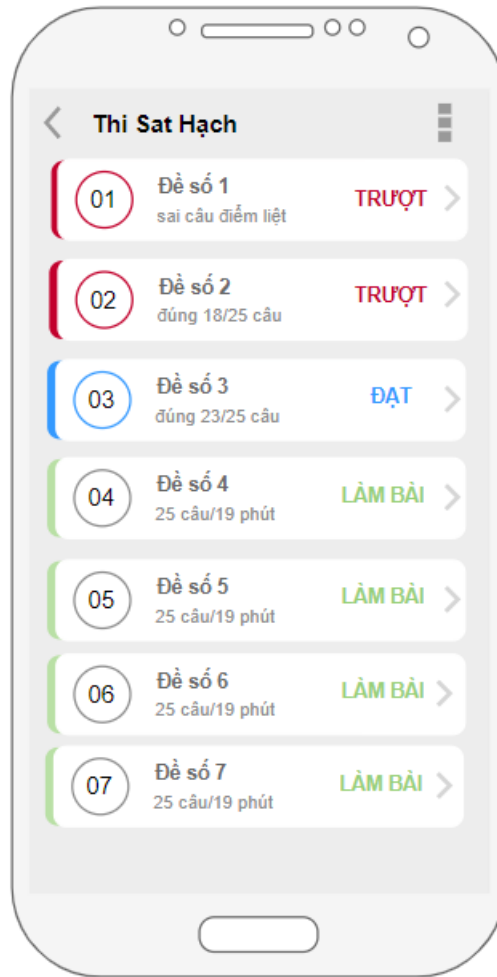 Thi Sat Hạch
01
Đề số 1
sai câu điểm liệt
TRƯỢT
02
Đề số 2
đúng 18/25 câu
TRƯỢT
03
Đề số 3
đúng 23/25 câu
ĐẠT
04
Đề số 4
25 câu/19 phút
LÀM BÀI
05
Đề số 5
25 câu/19 phút
LÀM BÀI
06
Đề số 6
25 câu/19 phút
LÀM BÀI
07
Đề số 7
25 câu/19 phút
LÀM BÀI